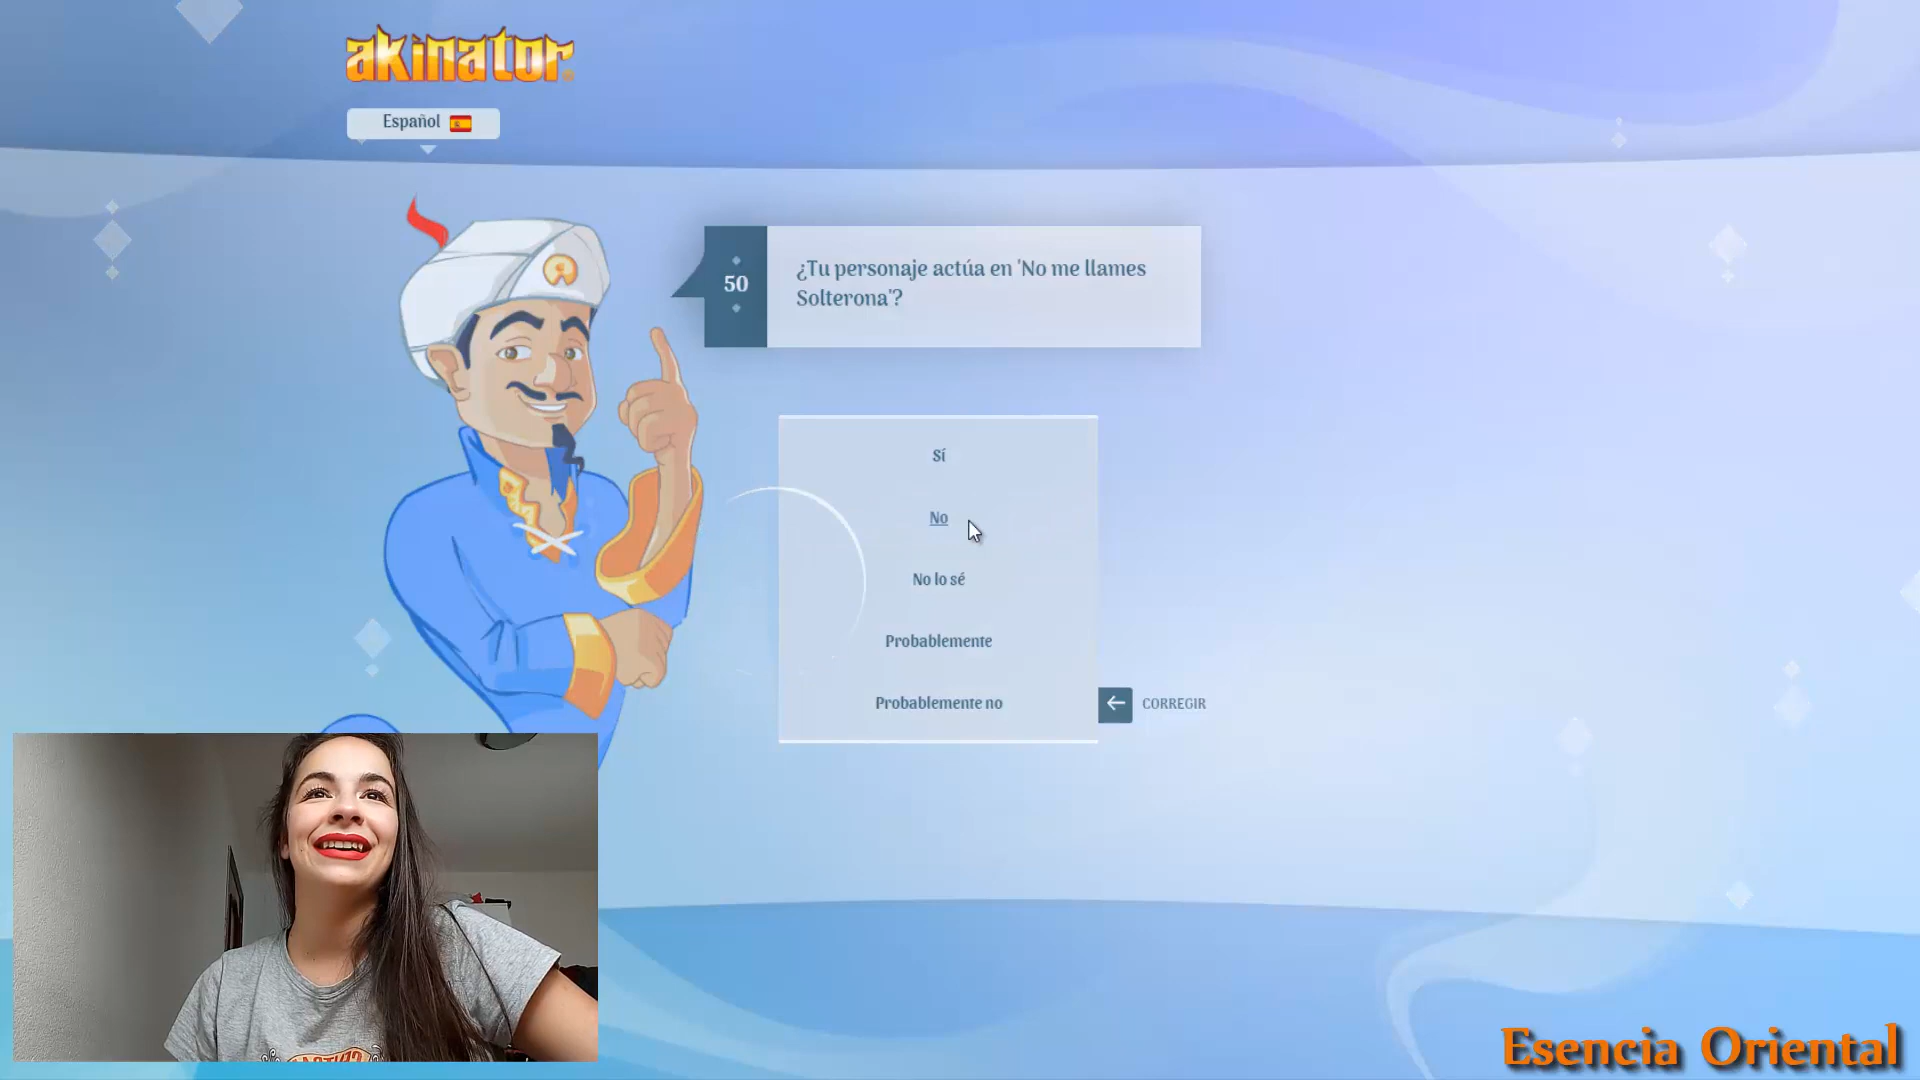 akinator
Español
50
¿Tu personaje actúa en 'No me llames
Solterona'?
Sí
No
No lo sé
Probablemente
Probablemente no
CORREGIR
Esencia Oriental